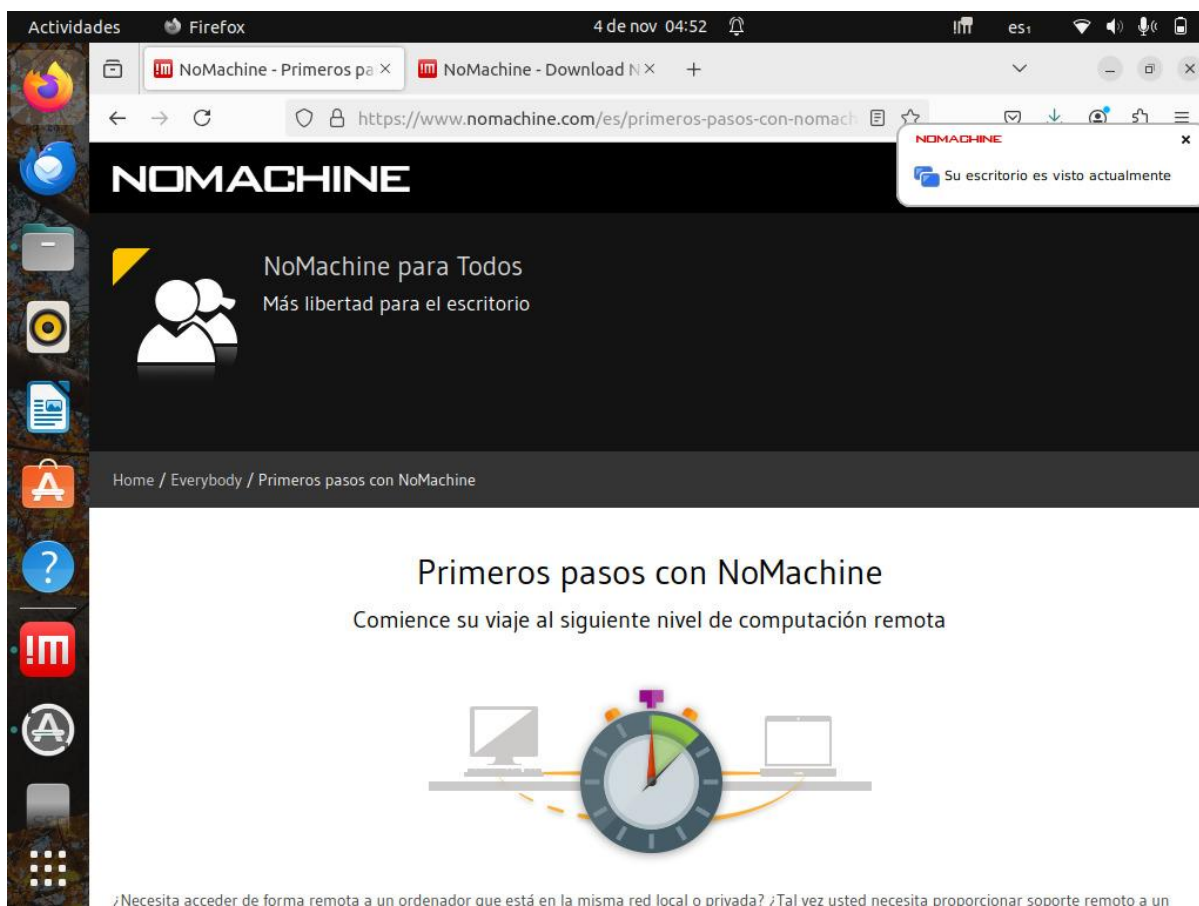 Actividades Firefox 4 de nov 04:52 es₁
NoMachine - Primeros pa NoMachine - Download N
https://www.nomachine.com/es/primeros-pasos-con-nomach
NOMACHINE
Su escritorio es visto actualmente
NOMACHINE
NoMachine para Todos
Más libertad para el escritorio
Home / Everybody / Primeros pasos con NoMachine
Primeros pasos con NoMachine
Comience su viaje al siguiente nivel de computación remota
¿Necesita acceder de forma remota a un ordenador que está en la misma red local o privada? ¿Tal vez usted necesita proporcionar soporte remoto a un